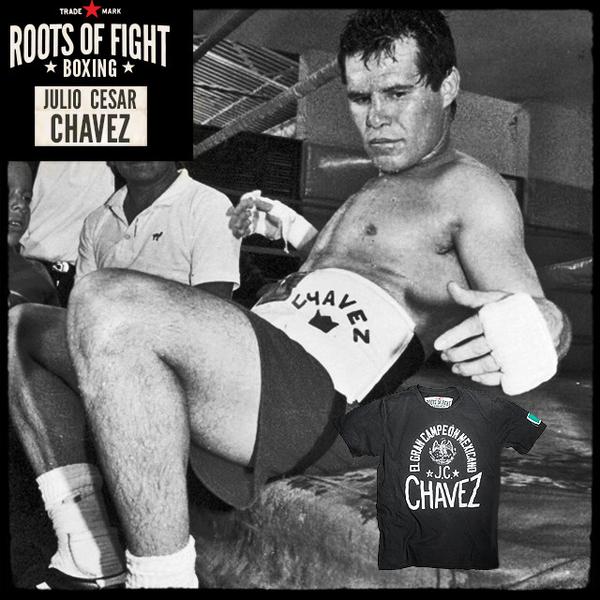 TRADE ★ MARK
ROOTS OF FIGHT
★ BOXING ★
JULIO CESAR
CHAVEZ
CHAVEZ
ROOTS OF FIGHT
EL GRAN CAMPEÓN MEXICANO
★ J.C. ★
CHAVEZ